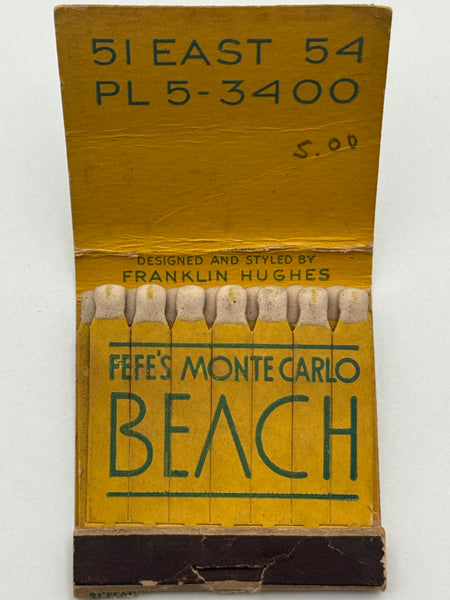 51 EAST 54
PL 5-3400
5.00
DESIGNED AND STYLED BY
FRANKLIN HUGHES
FEFE'S MONTE CARLO
BEACH